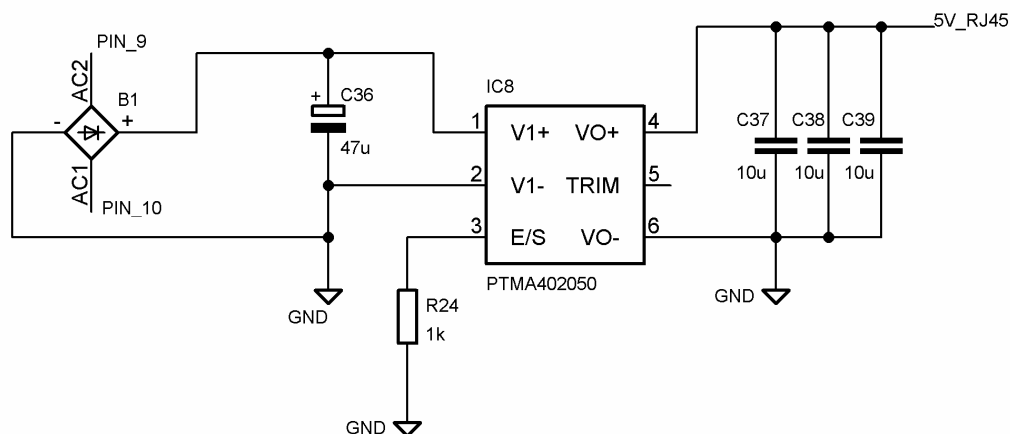 5V_RJ45
PIN_9
AC2
B1
-
+
AC1
PIN_10
+
C36
47u
GND
IC8
1
V1+
VO+
4
2
V1-
TRIM
5
3
E/S
VO-
6
PTMA402050
R24
1k
GND
C37
C38
C39
10u
10u
10u
GND